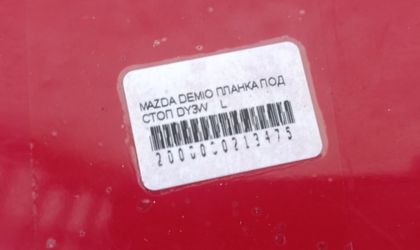 MAZDA DEMIO ПЛАНКА ПОД
СТОП DY3W L
2000000213475